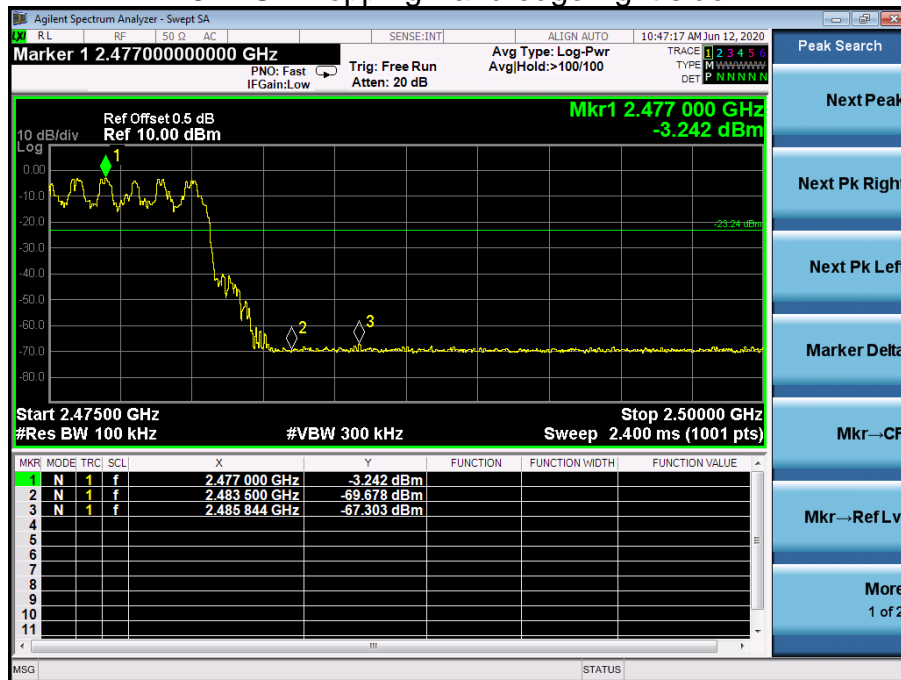 Agilent Spectrum Analyzer - Swept SA
LXI RL RF 50 Ω AC SENSE:INT ALIGN AUTO 10:47:17 AM Jun 12, 2020
Marker 1 2.477000000000 GHz
PNO: Fast
IFGain:Low
Trig: Free Run
Atten: 20 dB
Avg Type: Log-Pwr
Avg|Hold:>100/100
TRACE 1 2 3 4 5 6
TYPE M WWWWW
DET P N N N N N
Peak Search
Mkr1 2.477 000 GHz
-3.242 dBm
Ref Offset 0.5 dB
10 dB/div Ref 10.00 dBm
Log
1
0.00
-10.0
-20.0
-23.24 dBm
-30.0
-40.0
-50.0
-60.0
2
3
-70.0
-80.0
Start 2.47500 GHz Stop 2.50000 GHz
#Res BW 100 kHz #VBW 300 kHz Sweep 2.400 ms (1001 pts)
MKR MODE TRC SCL X Y FUNCTION FUNCTION WIDTH FUNCTION VALUE
1 N 1 f 2.477 000 GHz -3.242 dBm
2 N 1 f 2.483 500 GHz -69.678 dBm
3 N 1 f 2.485 844 GHz -67.303 dBm
4
5
6
7
8
9
10
11
MSG STATUS
Next Peak
Next Pk Right
Next Pk Left
Marker Delta
Mkr→CF
Mkr→Ref Lv
More
1 of 2